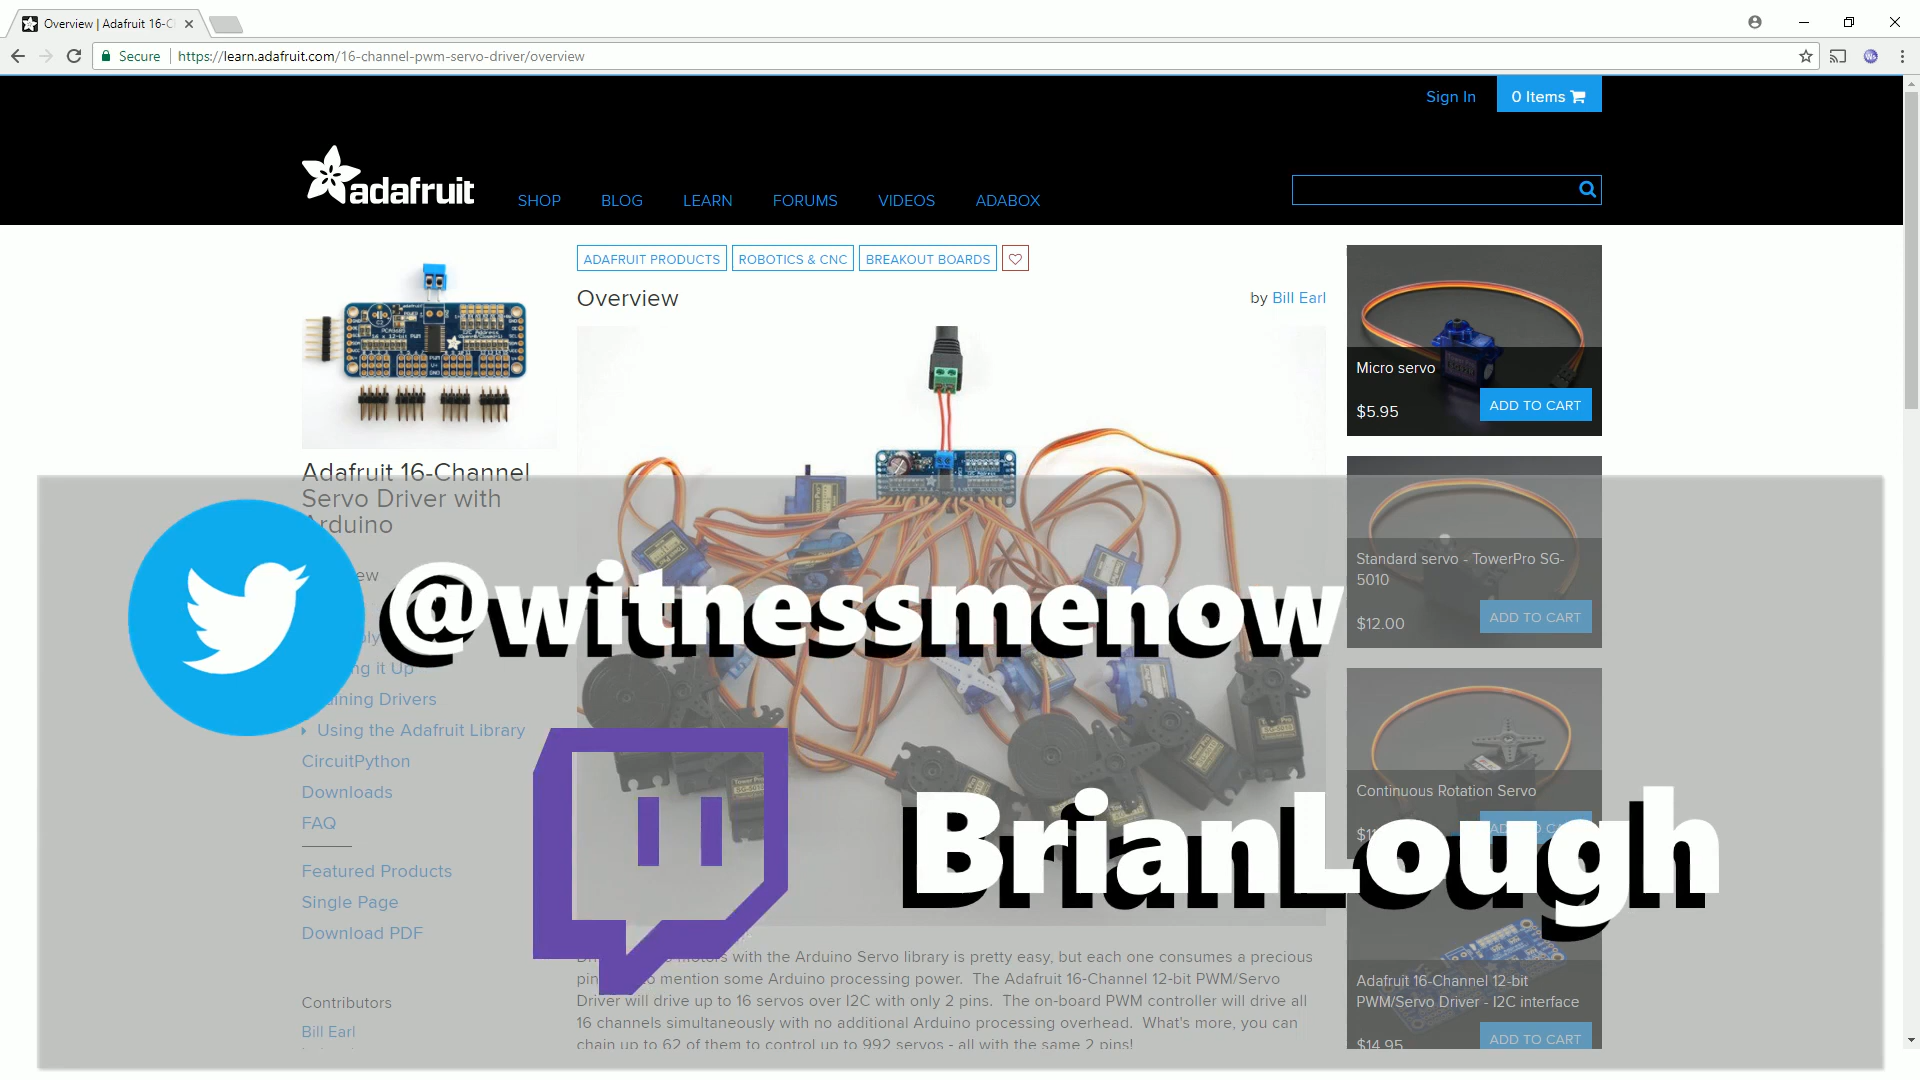 Overview | Adafruit 16-C
Secure https://learn.adafruit.com/16-channel-pwm-servo-driver/overview
Sign In
0 Items
adafruit
SHOP BLOG LEARN FORUMS VIDEOS ADABOX
ADAFRUIT PRODUCTS ROBOTICS & CNC BREAKOUT BOARDS
Overview
by Bill Earl
Adafruit 16-Channel
Servo Driver with
Arduino
Using the Adafruit Library
CircuitPython
Downloads
FAQ
Featured Products
Single Page
Download PDF
Contributors
Bill Earl
Micro servo
$5.95
ADD TO CART
Standard servo - TowerPro SG-
5010
$12.00
ADD TO CART
Continuous Rotation Servo
Adafruit 16-Channel 12-bit
PWM/Servo Driver - I2C interface
$14.95
ADD TO CART
@witnessmenow
BrianLough
with the Arduino Servo library is pretty easy, but each one consumes a precious
mention some Arduino processing power. The Adafruit 16-Channel 12-bit PWM/Servo
Driver will drive up to 16 servos over I2C with only 2 pins. The on-board PWM controller will drive all
16 channels simultaneously with no additional Arduino processing overhead. What's more, you can
chain up to 62 of them to control up to 992 servos - all with the same 2 pins!